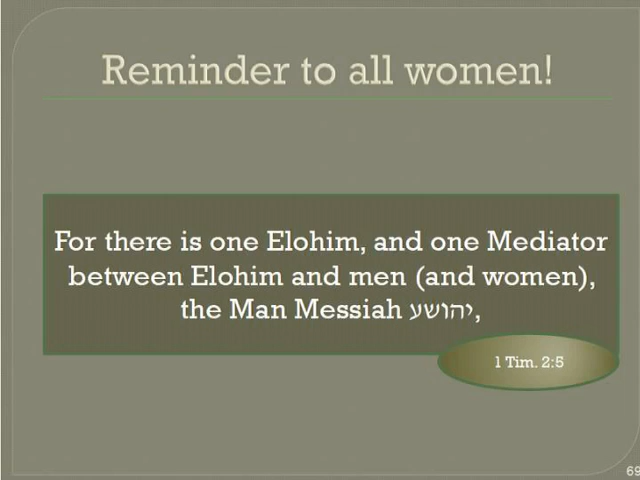 Reminder to all women!
For there is one Elohim, and one Mediator
between Elohim and men (and women),
the Man Messiah יהושע,
1 Tim. 2:5
69